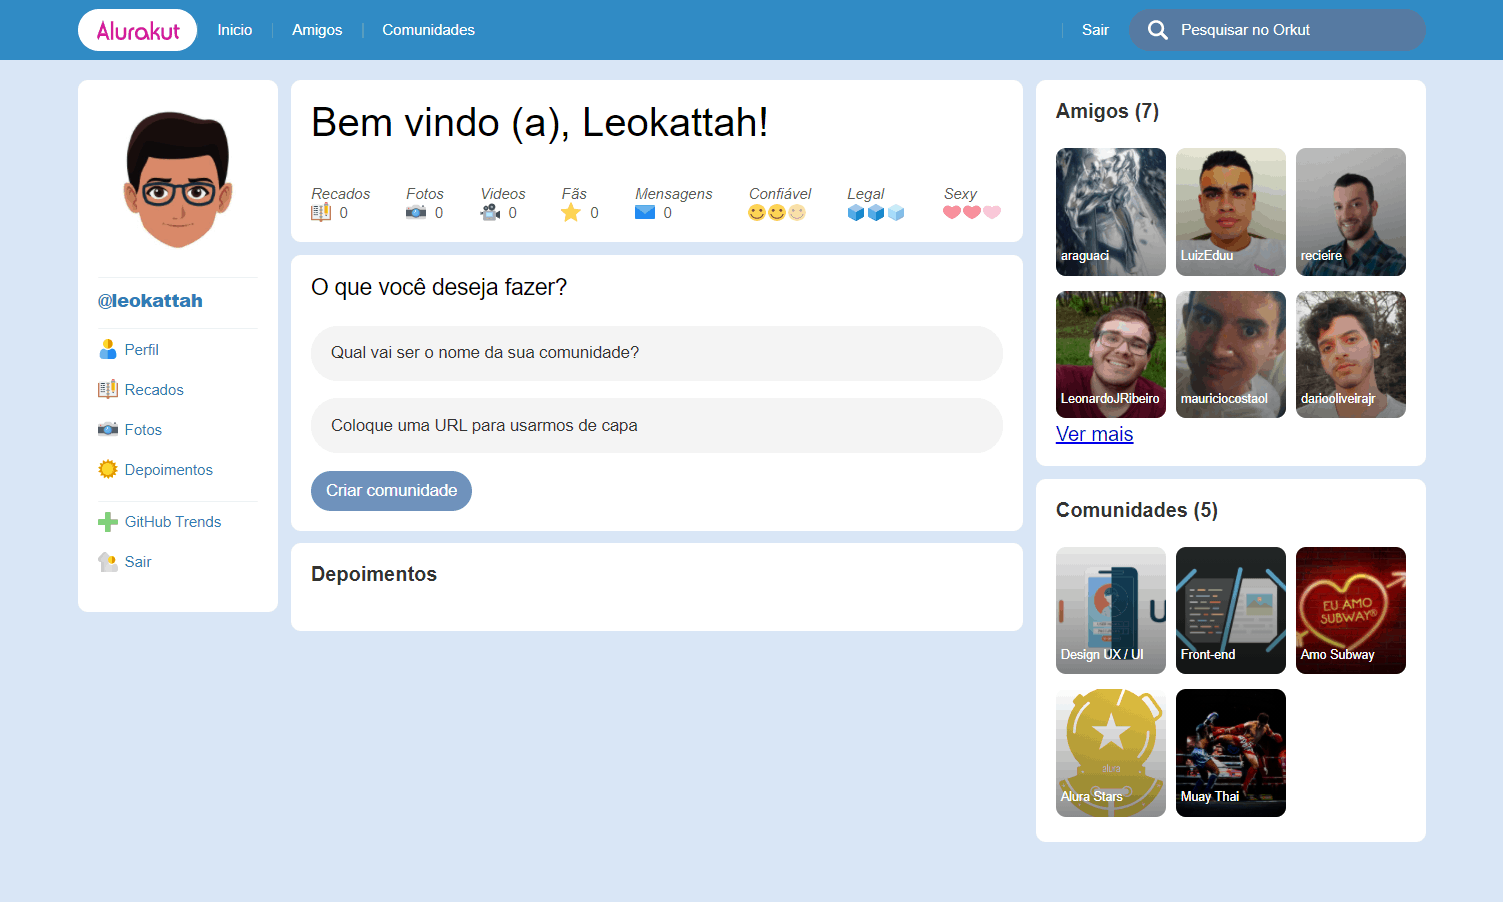 Alurakut
Inicio
Amigos
Comunidades
Sair
Pesquisar no Orkut
@leokattah
Perfil
Recados
Fotos
Depoimentos
GitHub Trends
Sair
Bem vindo (a), Leokattah!
Recados Fotos Videos Fãs Mensagens Confiável Legal Sexy
0 0 0 0 0
O que você deseja fazer?
Qual vai ser o nome da sua comunidade?
Coloque uma URL para usarmos de capa
Criar comunidade
Depoimentos
Amigos (7)
araguaci LuizEduu recieire
LeonardoJRibeiro mauriciocostaol dariooliveirajr
Ver mais
Comunidades (5)
U
Design UX / UI Front-end
EU AMO
SUBWAY®
Amo Subway
alura
Alura Stars Muay Thai